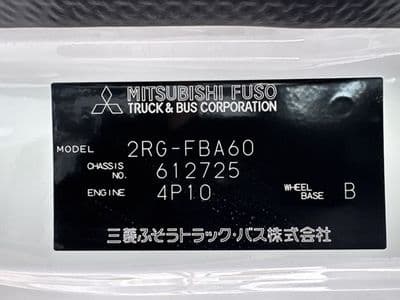 MITSUBISHI FUSO
TRUCK & BUS CORPORATION
MODEL 2RG-FBA60
CHASSIS NO. 612725
ENGINE 4P10 WHEEL BASE B
三菱ふそうトラック・バス株式会社